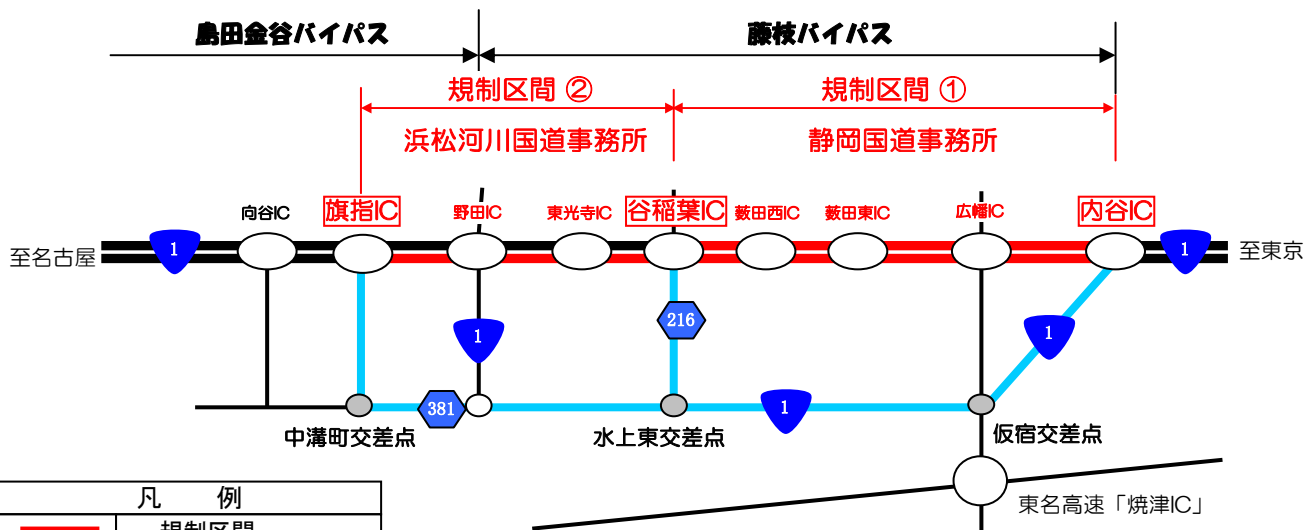 島田金谷バイパス
藤枝バイパス
規制区間 ②
規制区間 ①
浜松河川国道事務所
静岡国道事務所
向谷IC
旗指IC
野田IC
東光寺IC
谷稲葉IC
薮田西IC
薮田東IC
広幡IC
内谷IC
至名古屋
1
1
至東京
216
1
1
381
1
中溝町交差点
水上東交差点
仮宿交差点
凡 例
規制区間
東名高速「焼津IC」